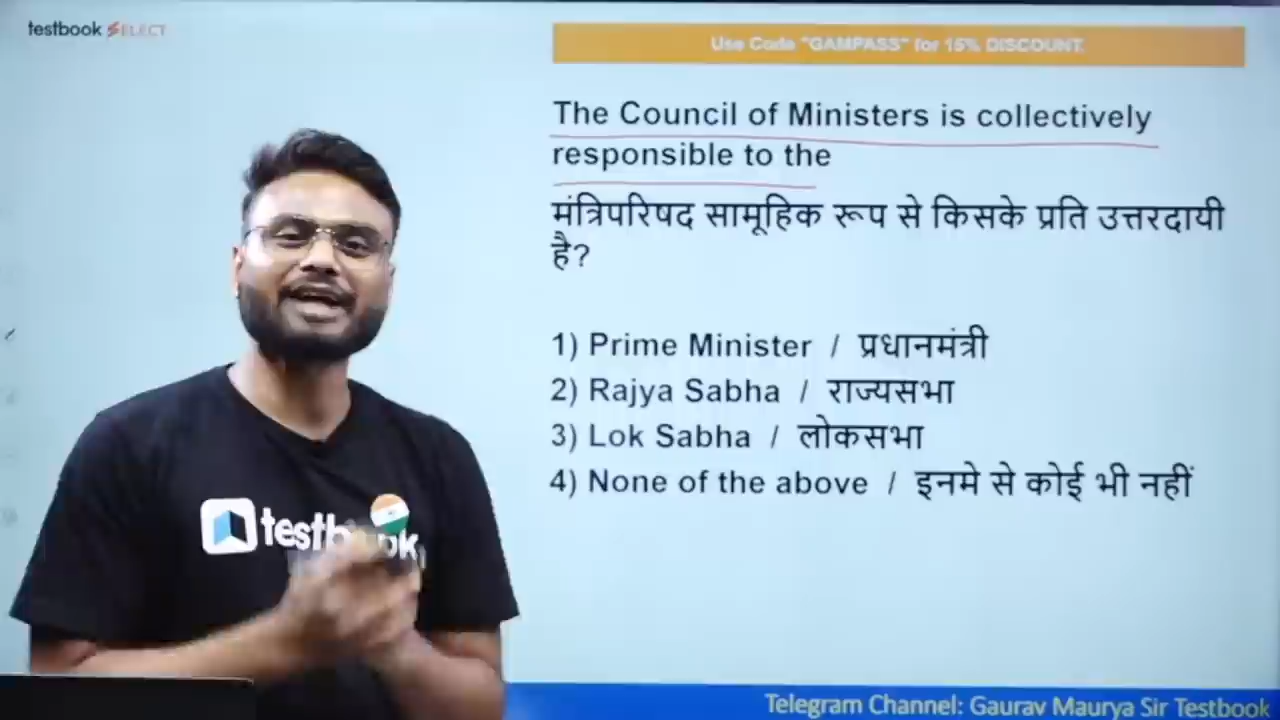 testbook SELECT
Use Code "GAMPASS" for 15% DISCOUNT.
The Council of Ministers is collectively
responsible to the
मंत्रिपरिषद सामूहिक रूप से किसके प्रति उत्तरदायी
है?
1) Prime Minister / प्रधानमंत्री
2) Rajya Sabha / राज्यसभा
3) Lok Sabha / लोकसभा
4) None of the above / इनमे से कोई भी नहीं
testbook
Telegram Channel: Gaurav Maurya Sir Testbook